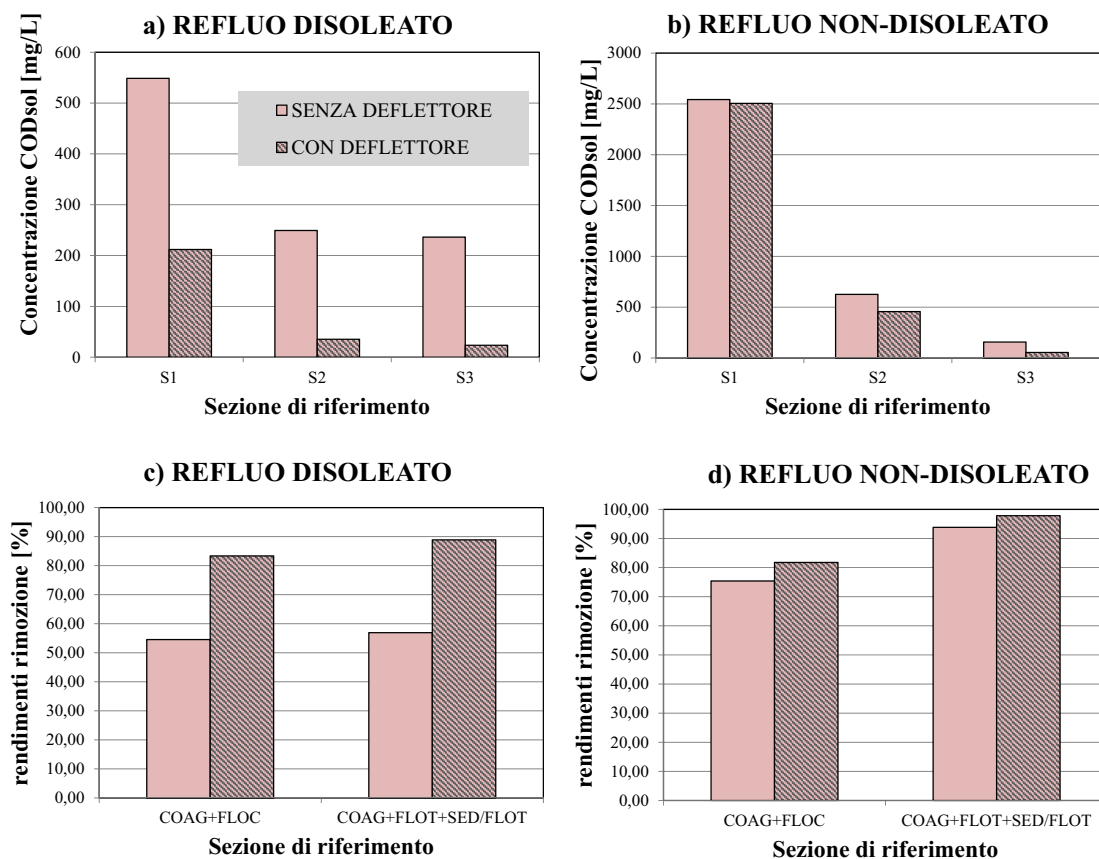 a) REFLUO DISOLEATO
Concentrazione CODsol [mg/L]
600
500
400
300
200
100
0
SENZA DEFLETTORE
CON DEFLETTORE
S1
S2
S3
Sezione di riferimento
b) REFLUO NON-DISOLEATO
Concentrazione CODsol [mg/L]
3000
2500
2000
1500
1000
500
0
S1
S2
S3
Sezione di riferimento
c) REFLUO DISOLEATO
rendimenti rimozione [%]
100,00
90,00
80,00
70,00
60,00
50,00
40,00
30,00
20,00
10,00
0,00
COAG+FLOC
COAG+FLOT+SED/FLOT
Sezione di riferimento
d) REFLUO NON-DISOLEATO
rendimenti rimozione [%]
100,00
90,00
80,00
70,00
60,00
50,00
40,00
30,00
20,00
10,00
0,00
COAG+FLOC
COAG+FLOT+SED/FLOT
Sezione di riferimento